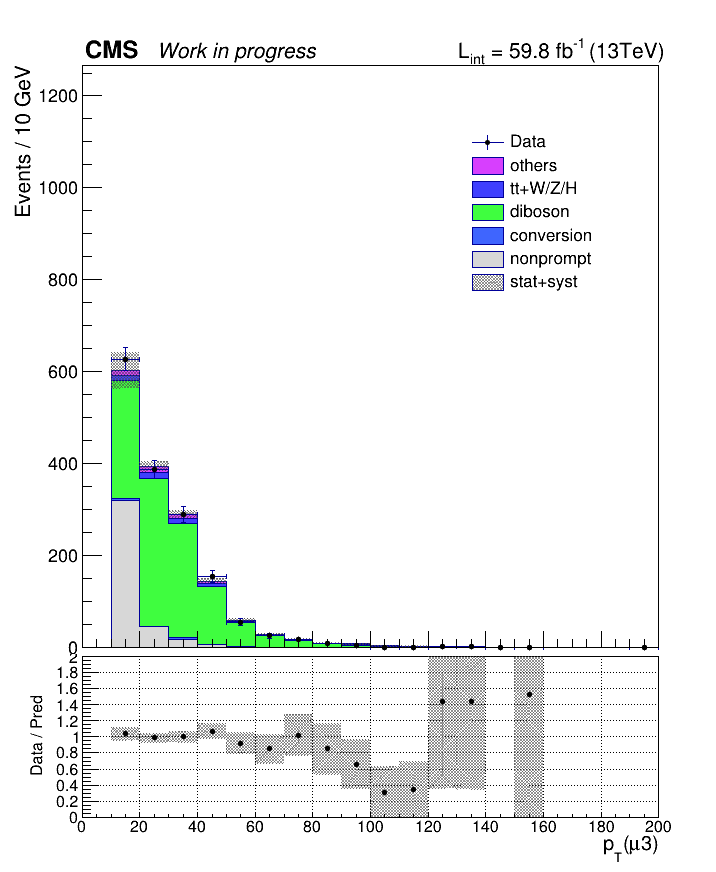 CMS Work in progress L_int = 59.8 fb^-1 (13TeV)
Events / 10 GeV
1200
1000
800
600
400
200
0
Data
others
tt+W/Z/H
diboson
conversion
nonprompt
stat+syst
Data / Pred
2
1.8
1.6
1.4
1.2
1
0.8
0.6
0.4
0.2
0
0 20 40 60 80 100 120 140 160 180 200
p_T(μ3)